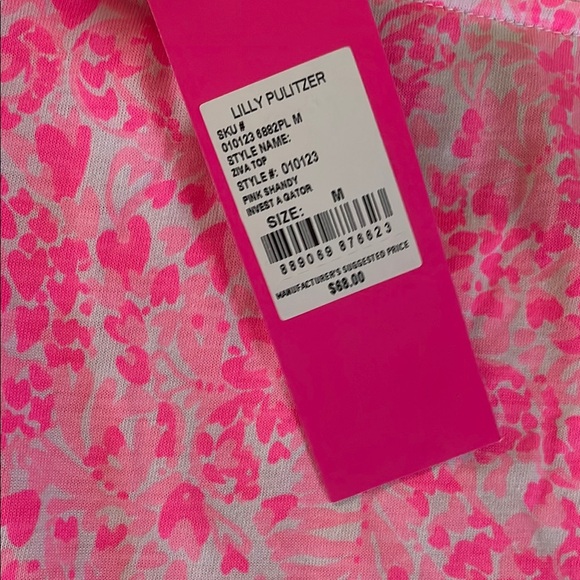 LILLY PULITZER
SKU #
010123 6882PL M
STYLE NAME:
ZIVA TOP
STYLE #: 010123
PINK SHANDY
INVEST A GATOR
SIZE: M
889069 876623
MANUFACTURER'S SUGGESTED PRICE
$68.00